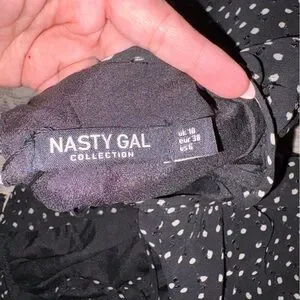 NASTY GAL
COLLECTION
uk 10
eur 38
us 6